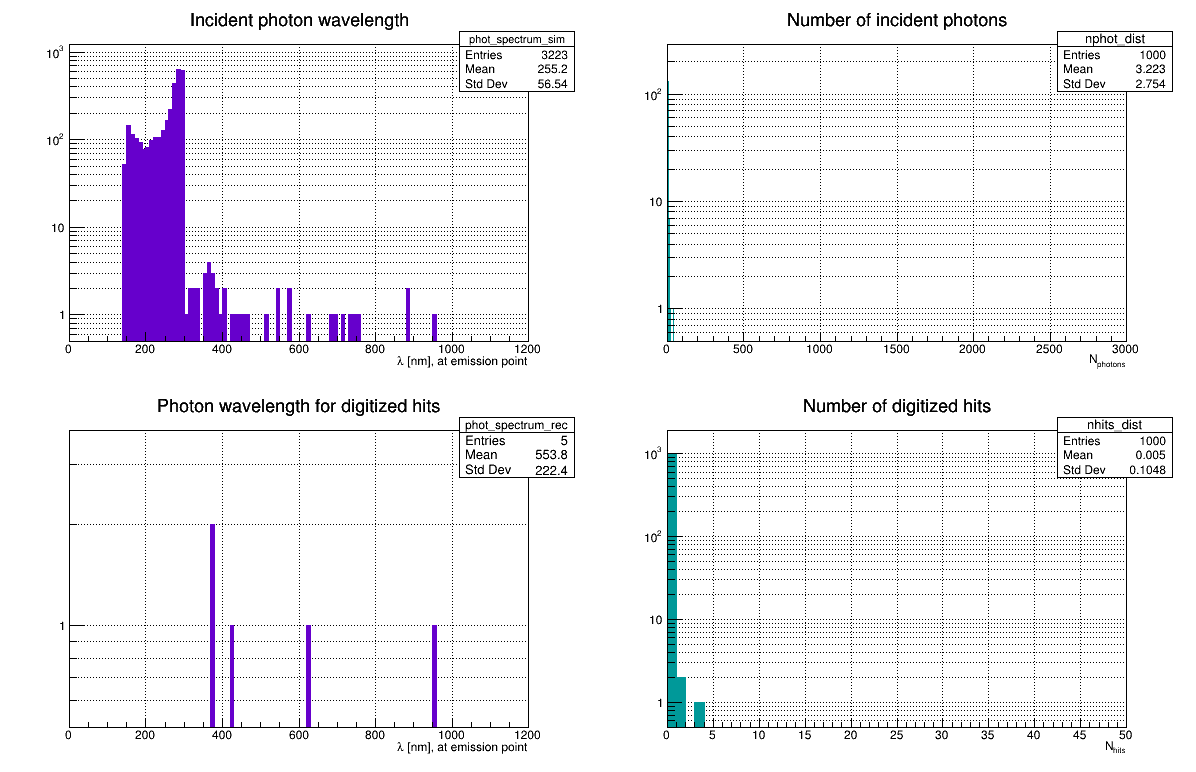 Incident photon wavelength
phot_spectrum_sim
Entries 3223
Mean 255.2
Std Dev 56.54
10³
10²
10
1
0 200 400 600 800 1000 1200
λ [nm], at emission point
Number of incident photons
nphot_dist
Entries 1000
Mean 3.223
Std Dev 2.754
10²
10
1
0 500 1000 1500 2000 2500 3000
Nphotons
Photon wavelength for digitized hits
phot_spectrum_rec
Entries 5
Mean 553.8
Std Dev 222.4
1
0 200 400 600 800 1000 1200
λ [nm], at emission point
Number of digitized hits
nhits_dist
Entries 1000
Mean 0.005
Std Dev 0.1048
10³
10²
10
1
0 5 10 15 20 25 30 35 40 45 50
Nhits